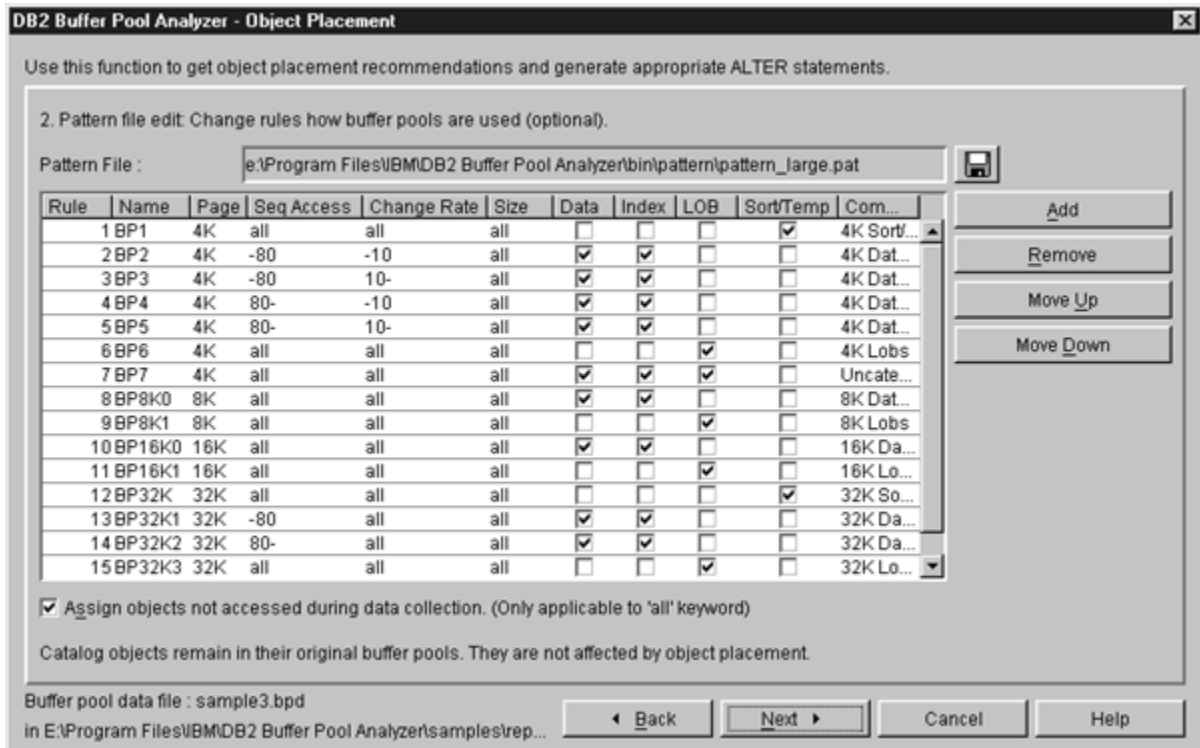 DB2 Buffer Pool Analyzer - Object Placement
Use this function to get object placement recommendations and generate appropriate ALTER statements.
2. Pattern file edit: Change rules how buffer pools are used (optional).
Pattern File : e:\Program Files\IBM\DB2 Buffer Pool Analyzer\bin\pattern\pattern_large.pat
Rule Name Page Seq Access Change Rate Size Data Index LOB Sort/Temp Com...
1 BP1 4K all all all 4K Sort/...
2 BP2 4K -80 -10 all 4K Dat...
3 BP3 4K -80 10- all 4K Dat...
4 BP4 4K 80- -10 all 4K Dat...
5 BP5 4K 80- 10- all 4K Dat...
6 BP6 4K all all all 4K Lobs
7 BP7 4K all all all Uncate...
8 BP8K0 8K all all all 8K Dat...
9 BP8K1 8K all all all 8K Lobs
10 BP16K0 16K all all all 16K Da...
11 BP16K1 16K all all all 16K Lo...
12 BP32K 32K all all all 32K So...
13 BP32K1 32K -80 all all 32K Da...
14 BP32K2 32K 80- all all 32K Da...
15 BP32K3 32K all all all 32K Lo...
Add
Remove
Move Up
Move Down
Assign objects not accessed during data collection. (Only applicable to 'all' keyword)
Catalog objects remain in their original buffer pools. They are not affected by object placement.
Buffer pool data file : sample3.bpd
in E:\Program Files\IBM\DB2 Buffer Pool Analyzer\samples\rep...
Back Next Cancel Help